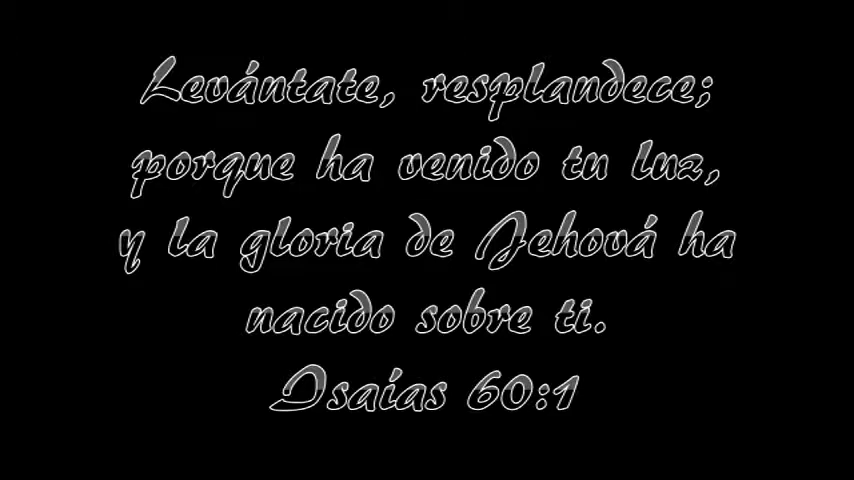 Levántate, resplandece;
porque ha venido tu luz,
y la gloria de Jehová ha
nacido sobre ti.
Isaías 60:1